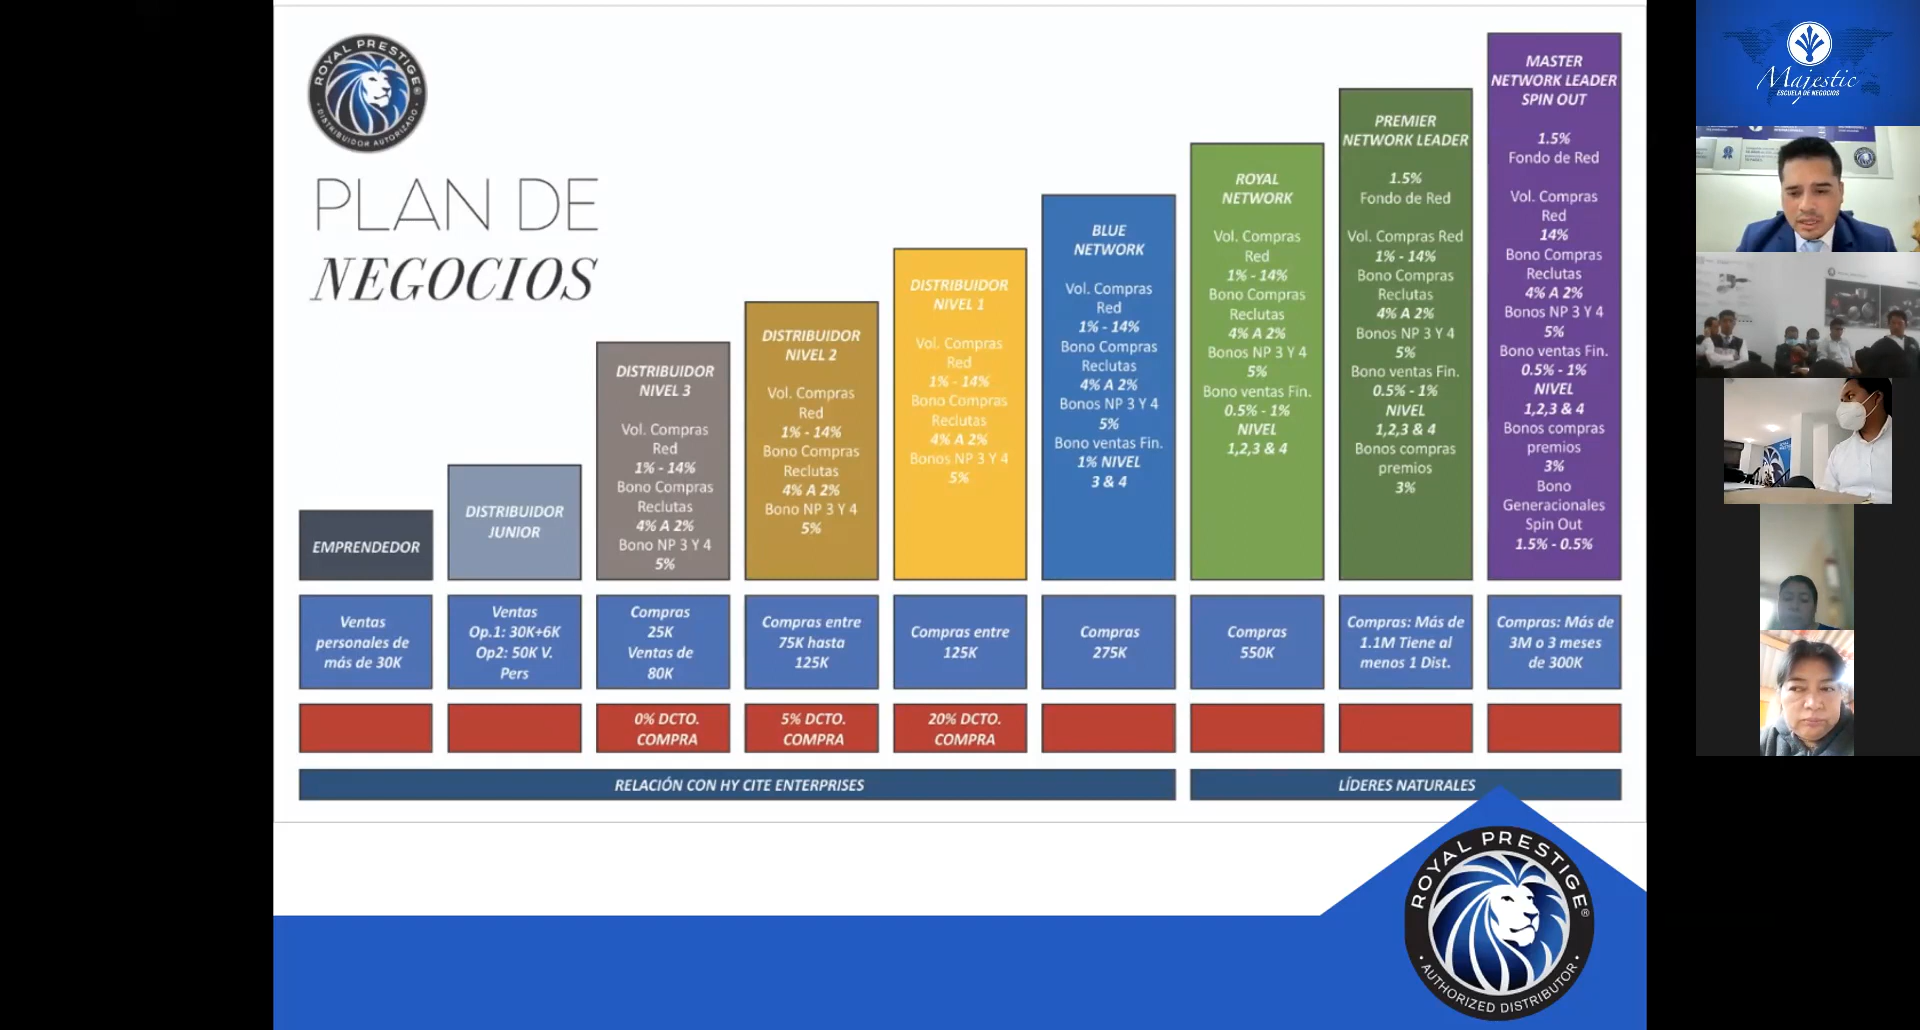 ROYAL PRESTIGE®
DISTRIBUIDOR AUTORIZADO
PLAN DE
NEGOCIOS
EMPRENDEDOR
DISTRIBUIDOR
JUNIOR
DISTRIBUIDOR
NIVEL 3
Vol. Compras
Red
1% - 14%
Bono Compras
Reclutas
4% A 2%
Bono NP 3 Y 4
5%
DISTRIBUIDOR
NIVEL 2
Vol. Compras
Red
1% - 14%
Bono Compras
Reclutas
4% A 2%
Bono NP 3 Y 4
5%
DISTRIBUIDOR
NIVEL 1
Vol. Compras
Red
1% - 14%
Bono Compras
Reclutas
4% A 2%
Bonos NP 3 Y 4
5%
BLUE
NETWORK
Vol. Compras
Red
1% - 14%
Bono Compras
Reclutas
4% A 2%
Bonos NP 3 Y 4
5%
Bono ventas Fin.
1% NIVEL
3 & 4
ROYAL
NETWORK
Vol. Compras
Red
1% - 14%
Bono Compras
Reclutas
4% A 2%
Bonos NP 3 Y 4
5%
Bono ventas Fin.
0.5% - 1%
NIVEL
1,2,3 & 4
PREMIER
NETWORK LEADER
1.5%
Fondo de Red
Vol. Compras Red
1% - 14%
Bono Compras
Reclutas
4% A 2%
Bonos NP 3 Y 4
5%
Bono ventas Fin.
0.5% - 1%
NIVEL
1,2,3 & 4
Bonos compras
premios
3%
MASTER
NETWORK LEADER
SPIN OUT
1.5%
Fondo de Red
Vol. Compras
Red
14%
Bono Compras
Reclutas
4% A 2%
Bonos NP 3 Y 4
5%
Bono ventas Fin.
0.5% - 1%
NIVEL
1,2,3 & 4
Bonos compras
premios
3%
Bono
Generacionales
Spin Out
1.5% - 0.5%
Ventas
personales de
más de 30K
Ventas
Op.1: 30K+6K
Op2: 50K V.
Pers
Compras
25K
Ventas de
80K
Compras entre
75K hasta
125K
Compras entre
125K
Compras
275K
Compras
550K
Compras: Más de
1.1M Tiene al
menos 1 Dist.
Compras: Más de
3M o 3 meses
de 300K
0% DCTO.
COMPRA
5% DCTO.
COMPRA
20% DCTO.
COMPRA
RELACIÓN CON HY CITE ENTERPRISES
LÍDERES NATURALES
ROYAL PRESTIGE®
AUTHORIZED DISTRIBUTOR
Majestic
ESCUELA DE NEGOCIOS